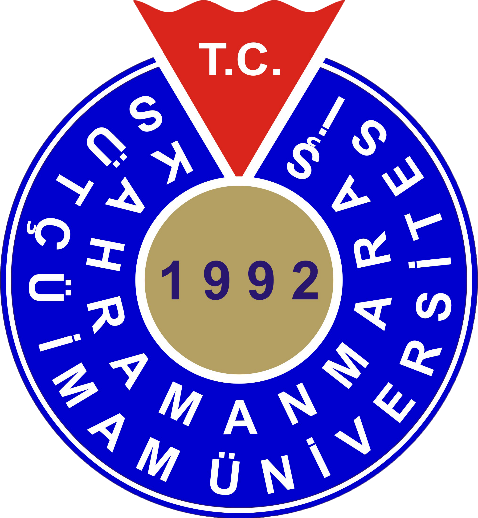 T.C.
KAHRAMANMARAŞ
SÜTÇÜ İMAM ÜNİVERSİTESİ
1992